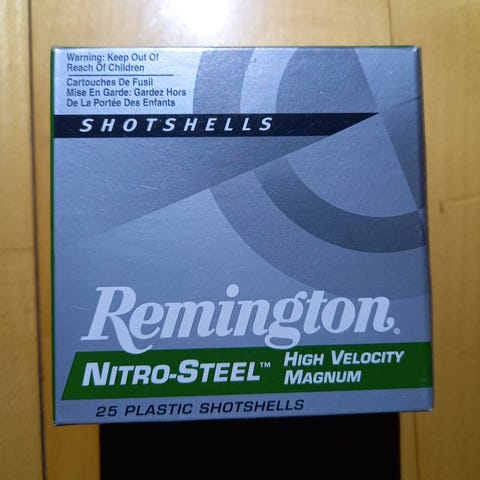 Warning: Keep Out Of
Reach Of Children
Cartouches De Fusil
Mise En Garde: Gardez Hors
De La Portée Des Enfants
SHOTSHELLS
Remington®
NITRO-STEEL™ HIGH VELOCITY
MAGNUM
25 PLASTIC SHOTSHELLS